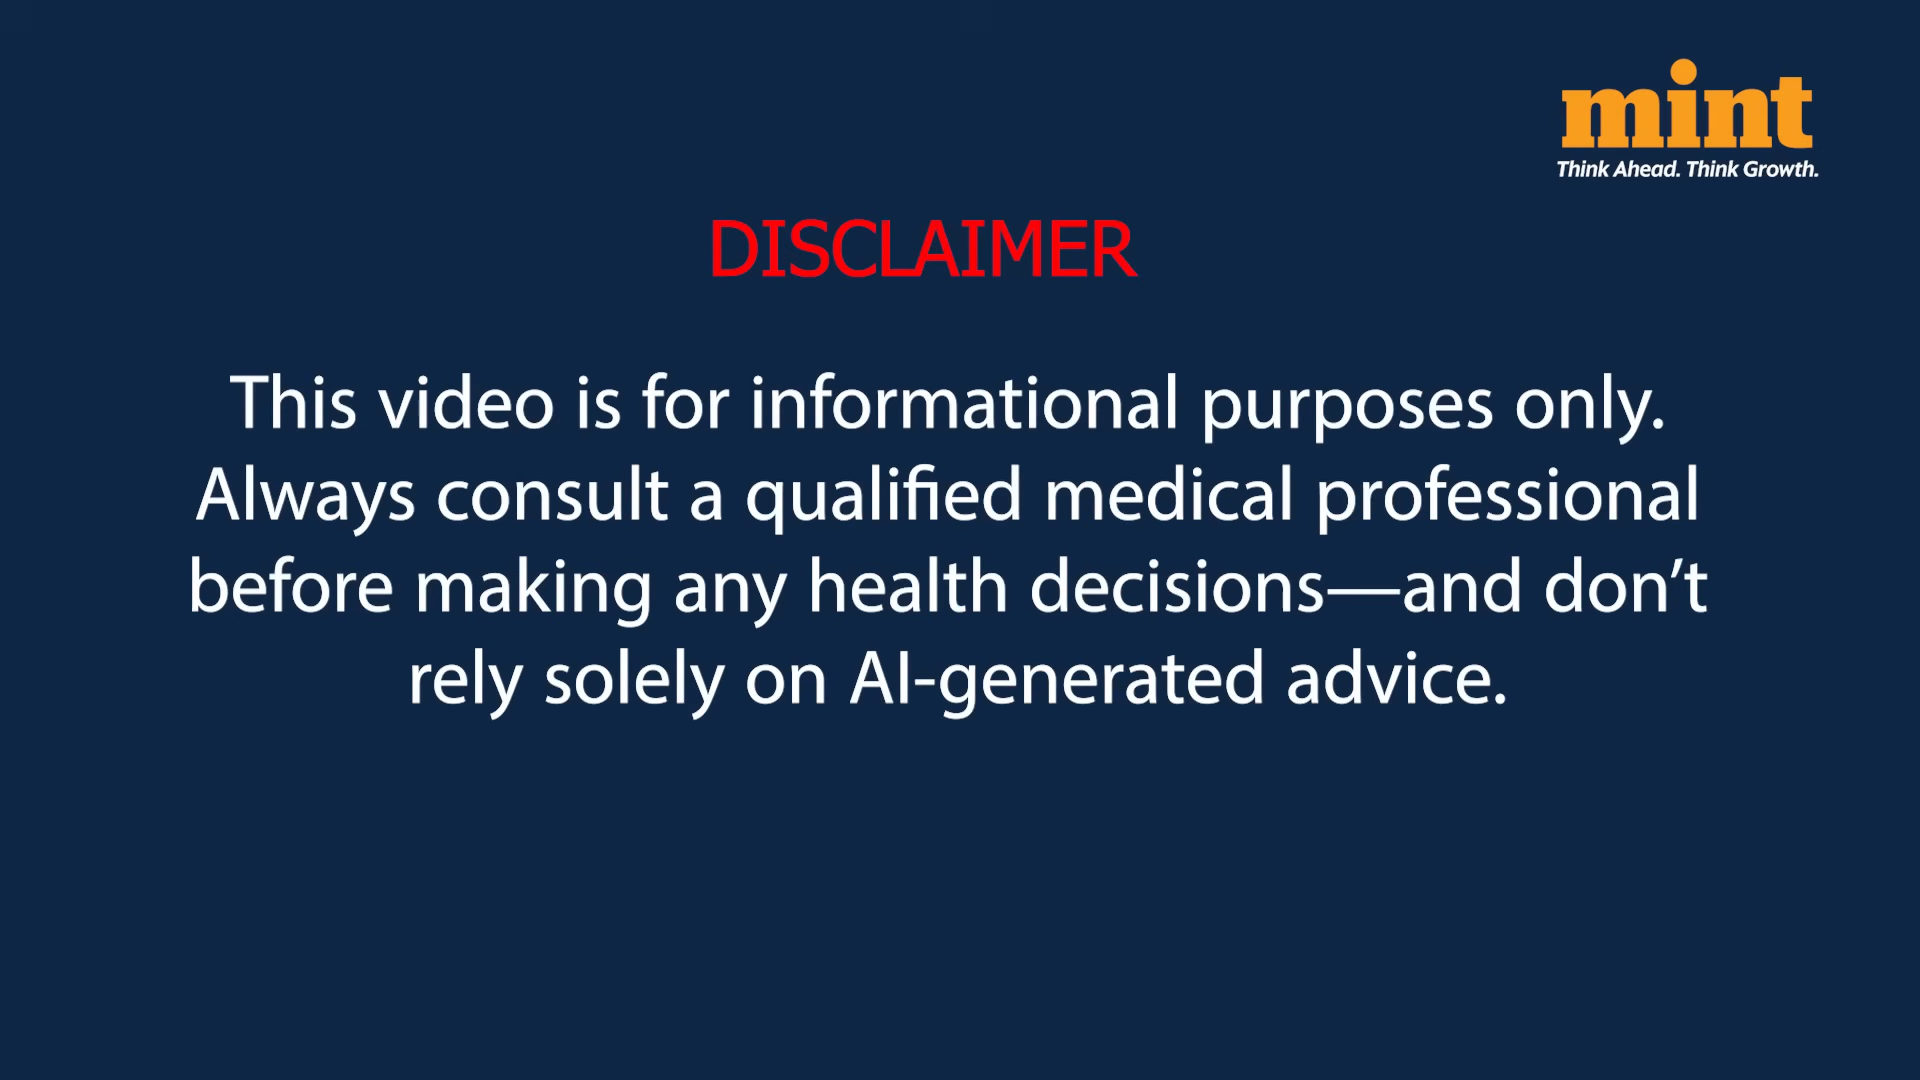 mint
Think Ahead. Think Growth.
DISCLAIMER
This video is for informational purposes only.
Always consult a qualified medical professional
before making any health decisions—and don’t
rely solely on AI-generated advice.